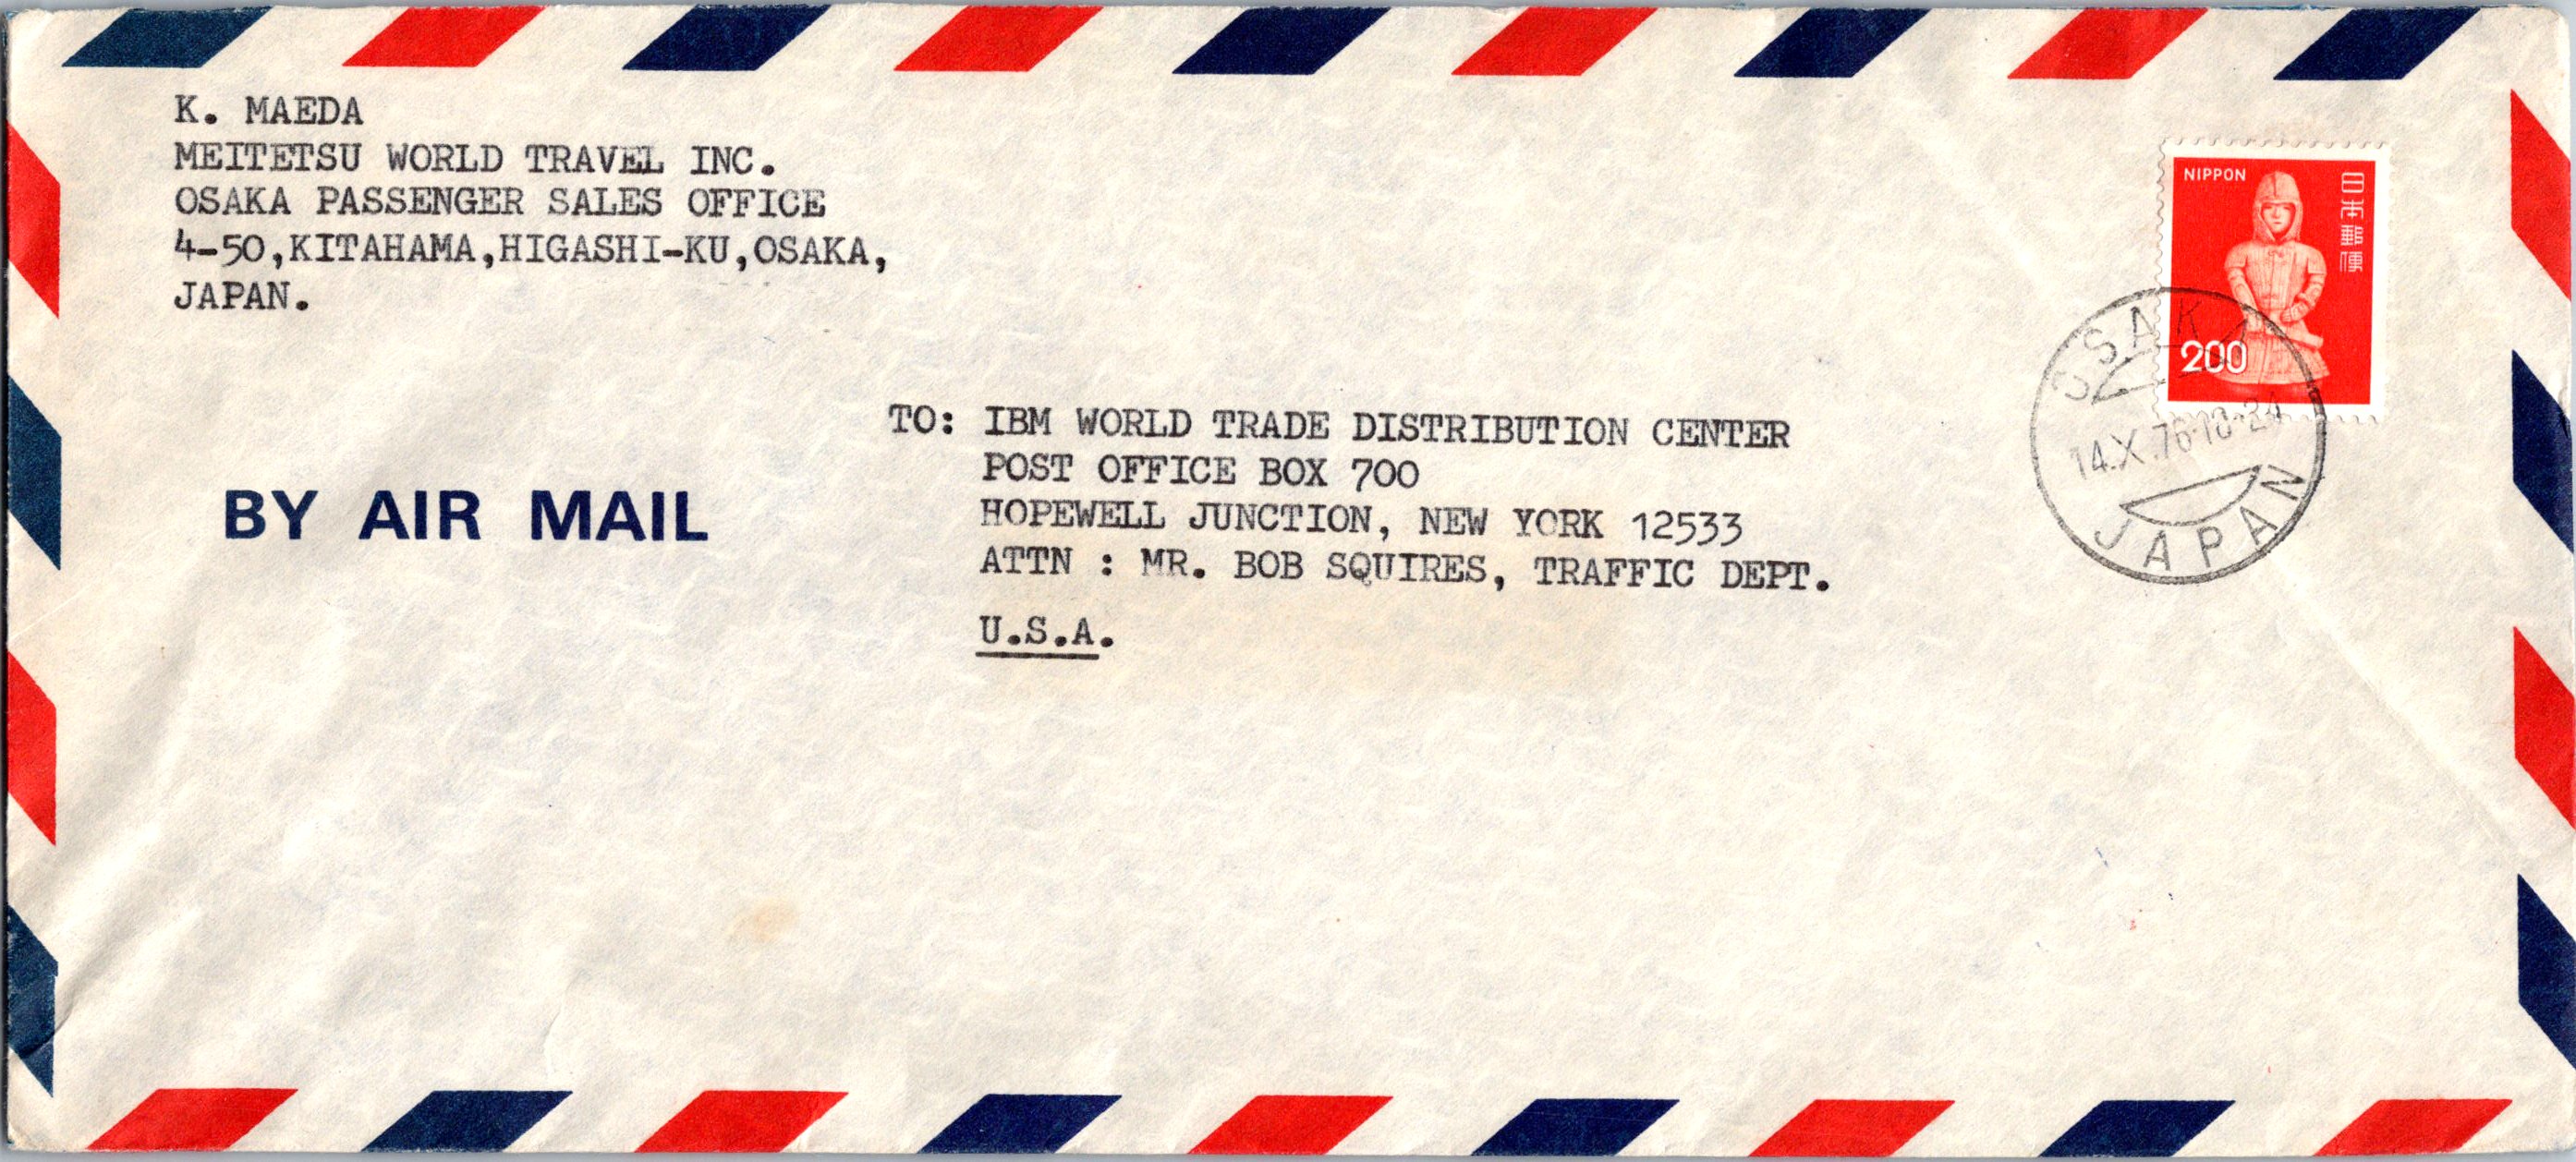 K. MAEDA
MEITETSU WORLD TRAVEL INC.
OSAKA PASSENGER SALES OFFICE
4-50,KITAHAMA,HIGASHI-KU,OSAKA,
JAPAN.
NIPPON
日本郵便
200
OSAKA
14.X.76·18-24
JAPAN
TO: IBM WORLD TRADE DISTRIBUTION CENTER
POST OFFICE BOX 700
HOPEWELL JUNCTION, NEW YORK 12533
ATTN : MR. BOB SQUIRES, TRAFFIC DEPT.
U.S.A.
BY AIR MAIL